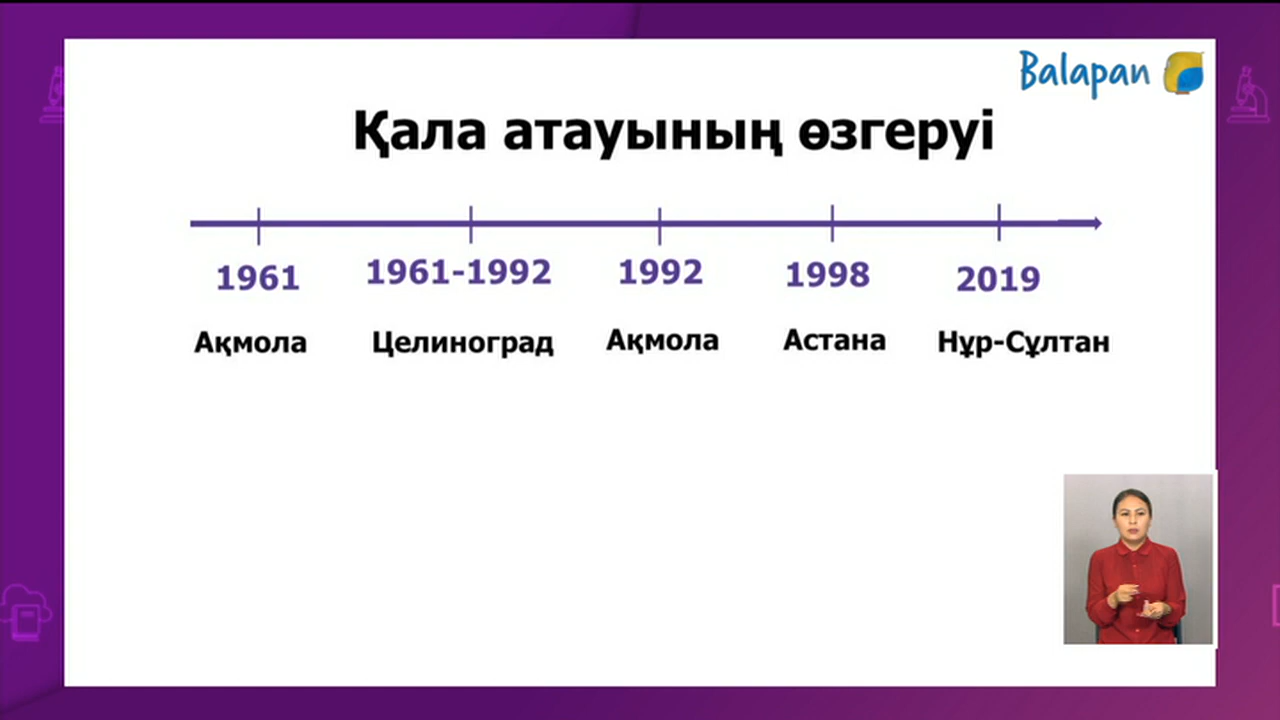 Balapan
Қала атауының өзгеруі
1961 1961-1992 1992 1998 2019
Ақмола Целиноград Ақмола Астана Нұр-Сұлтан